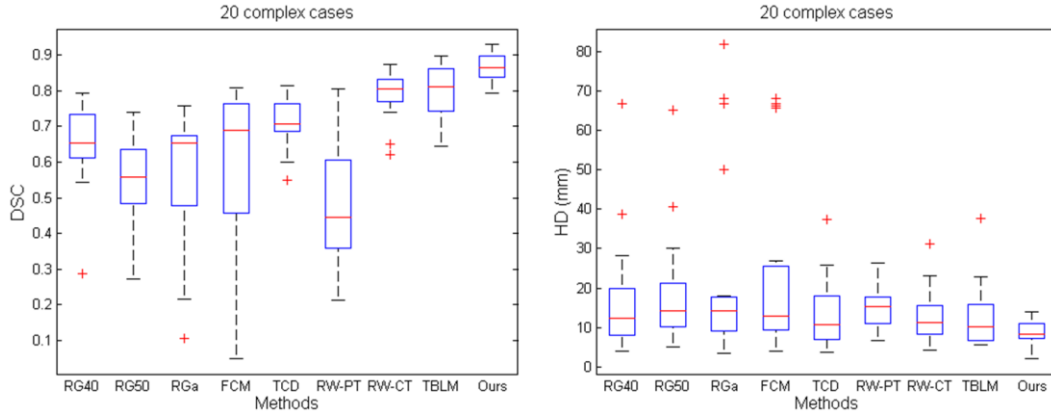 20 complex cases
0.9
0.8
0.7
0.6
0.5
0.4
0.3
0.2
0.1
DSC
RG40 RG50 RGa FCM TCD RW-PT RW-CT TBLM Ours
Methods
20 complex cases
80
70
60
50
40
30
20
10
0
HD (mm)
RG40 RG50 RGa FCM TCD RW-PT RW-CT TBLM Ours
Methods